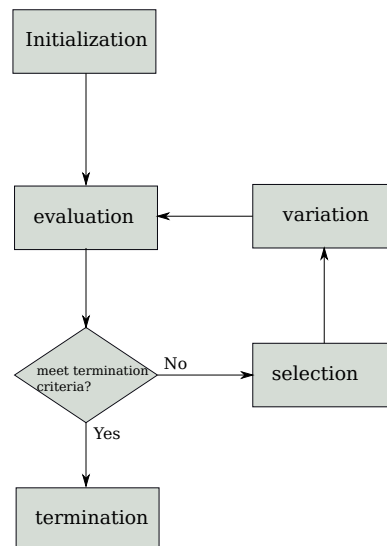 Initialization
evaluation
variation
meet termination
criteria?
No
selection
Yes
termination